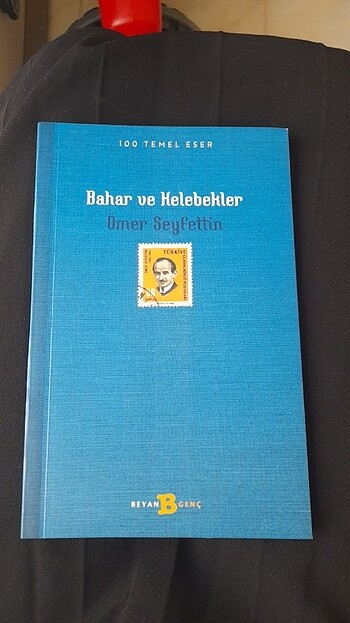 100 TEMEL ESER
Bahar ve Kelebekler
Ömer Seyfettin
TÜRKİYE
BEYAN B GENÇ